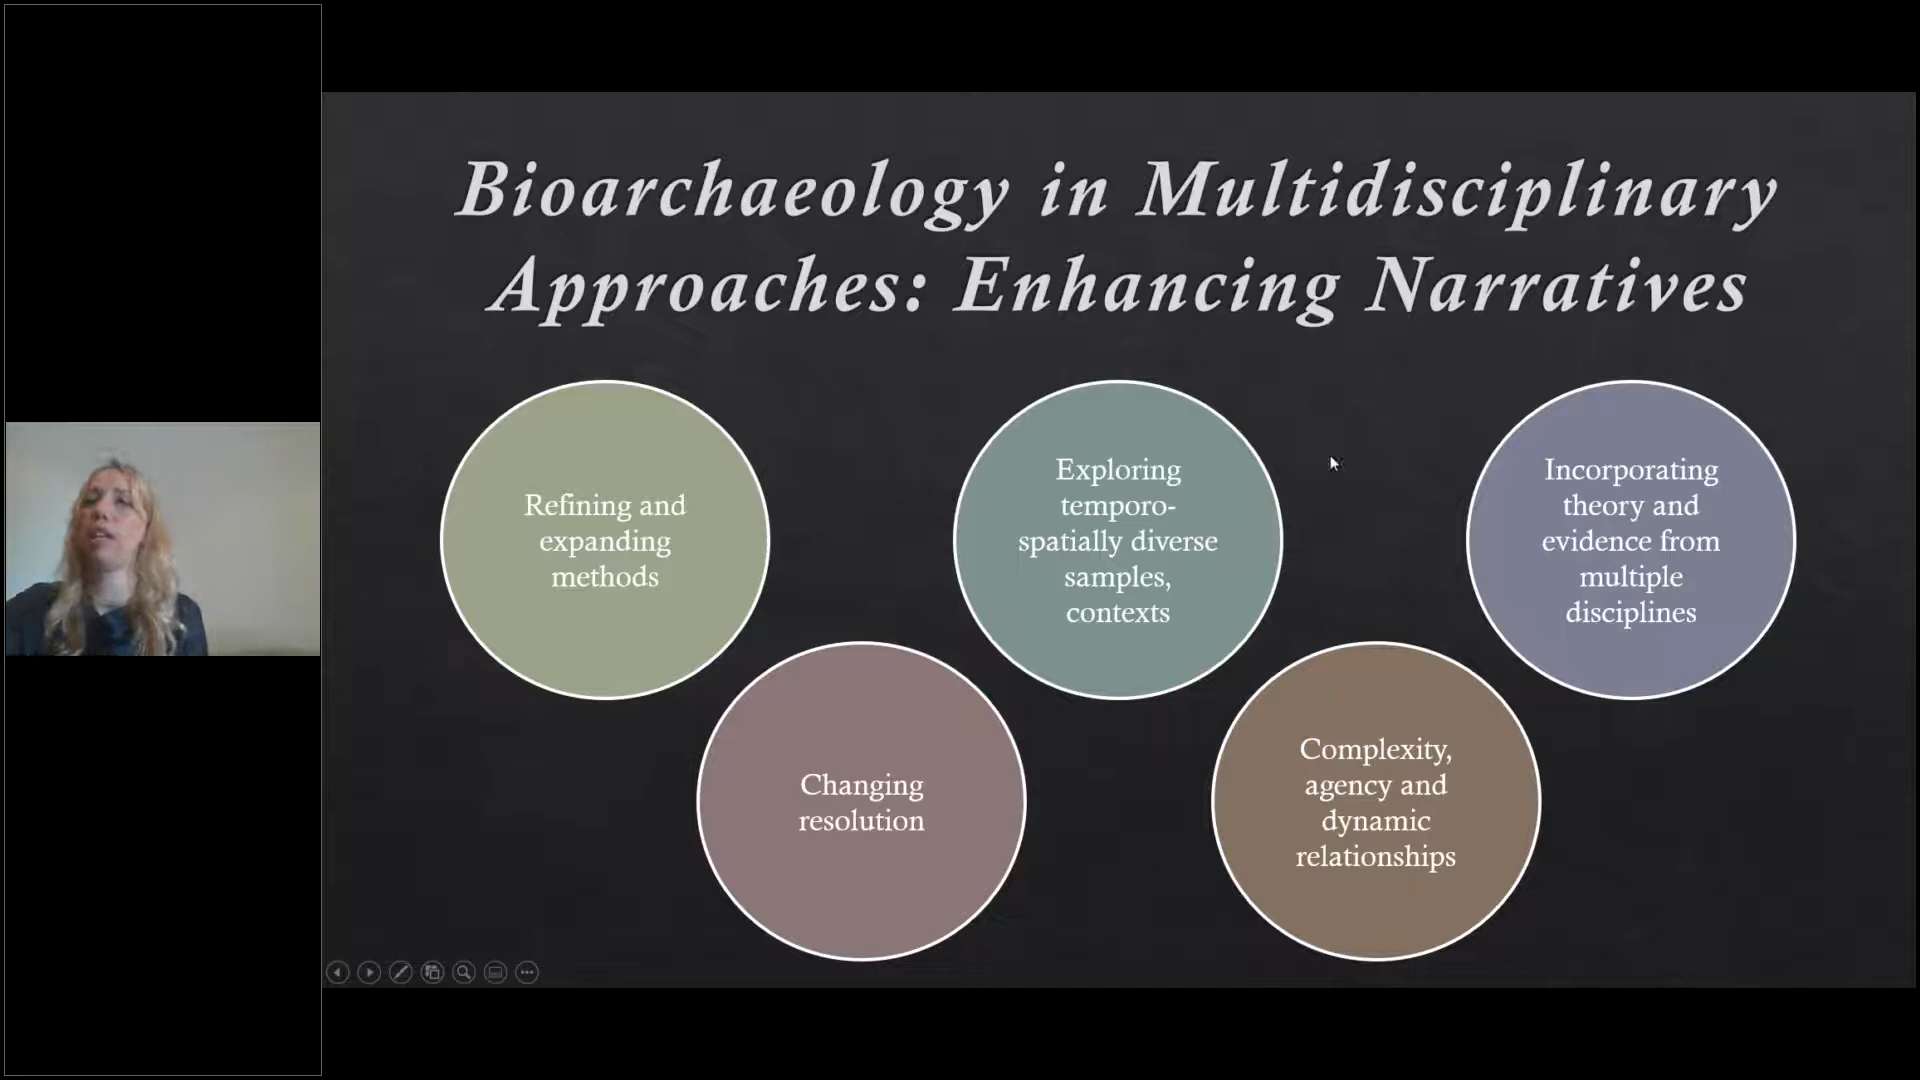 Bioarchaeology in Multidisciplinary
Approaches: Enhancing Narratives
Refining and
expanding
methods
Changing
resolution
Exploring
temporo-
spatially diverse
samples,
contexts
Complexity,
agency and
dynamic
relationships
Incorporating
theory and
evidence from
multiple
disciplines